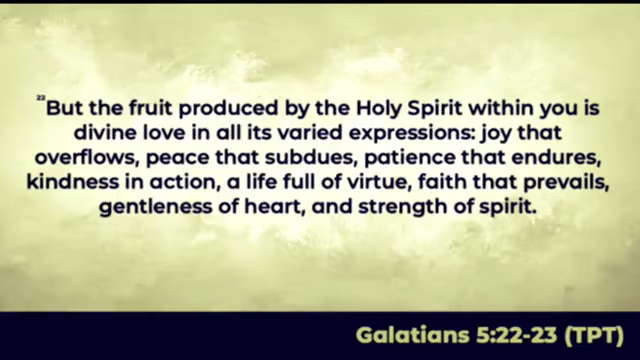 22 But the fruit produced by the Holy Spirit within you is
divine love in all its varied expressions: joy that
overflows, peace that subdues, patience that endures,
kindness in action, a life full of virtue, faith that prevails,
gentleness of heart, and strength of spirit.
Galatians 5:22-23 (TPT)